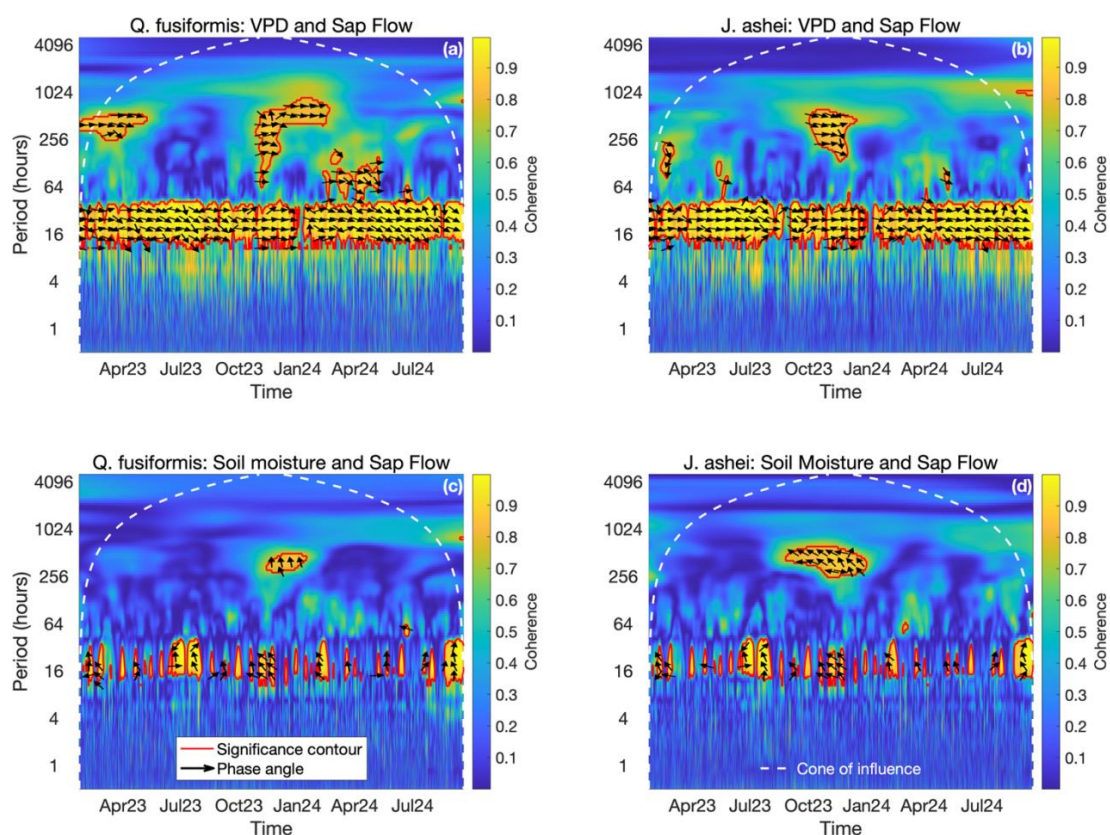 Q. fusiformis: VPD and Sap Flow
(a)
4096
1024
256
64
16
4
1
Period (hours)
Apr23 Jul23 Oct23 Jan24 Apr24 Jul24
Time
0.9
0.8
0.7
0.6
0.5
0.4
0.3
0.2
0.1
Coherence
J. ashei: VPD and Sap Flow
(b)
4096
1024
256
64
16
4
1
Apr23 Jul23 Oct23 Jan24 Apr24 Jul24
Time
0.9
0.8
0.7
0.6
0.5
0.4
0.3
0.2
0.1
Coherence
Q. fusiformis: Soil moisture and Sap Flow
(c)
4096
1024
256
64
16
4
1
Period (hours)
Significance contour
Phase angle
Apr23 Jul23 Oct23 Jan24 Apr24 Jul24
Time
0.9
0.8
0.7
0.6
0.5
0.4
0.3
0.2
0.1
Coherence
J. ashei: Soil Moisture and Sap Flow
(d)
4096
1024
256
64
16
4
1
Cone of influence
Apr23 Jul23 Oct23 Jan24 Apr24 Jul24
Time
0.9
0.8
0.7
0.6
0.5
0.4
0.3
0.2
0.1
Coherence